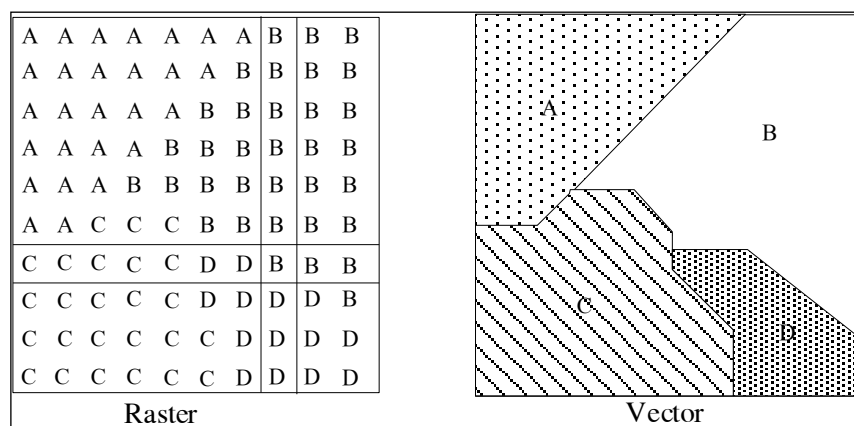 A A A A A A A B B B
A A A A A A B B B B
A A A A A B B B B B
A A A A B B B B B B
A A A B B B B B B B
A A C C C B B B B B
C C C C C D D B B B
C C C C C D D D D B
C C C C C C D D D D
C C C C C C D D D D
Raster
A
B
C
D
Vector